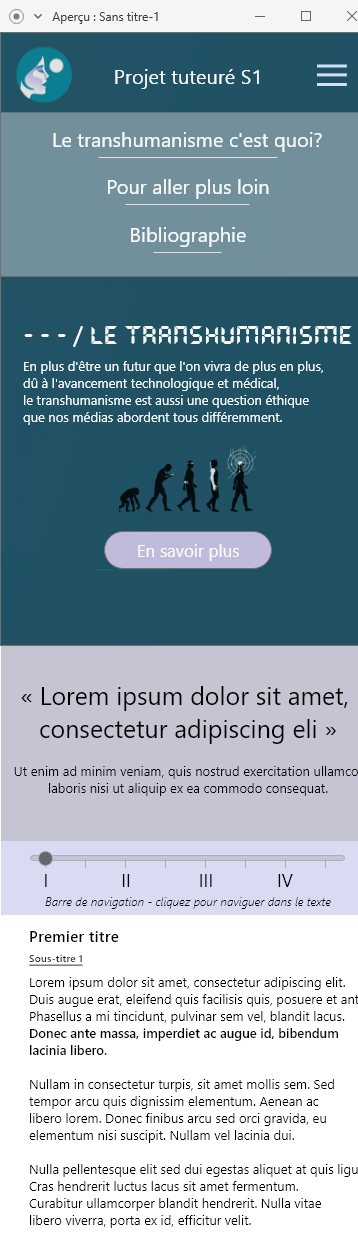 Aperçu : Sans titre-1
Projet tuteuré S1
Le transhumanisme c'est quoi?
Pour aller plus loin
Bibliographie
- - - / LE TRANSHUMANISME
En plus d'être un futur que l'on vivra de plus en plus,
dû à l'avancement technologique et médical,
le transhumanisme est aussi une question éthique
que nos médias abordent tous différemment.
En savoir plus
« Lorem ipsum dolor sit amet,
consectetur adipiscing eli »
Ut enim ad minim veniam, quis nostrud exercitation ullamco
laboris nisi ut aliquip ex ea commodo consequat.
I II III IV
Barre de navigation - cliquez pour naviguer dans le texte
Premier titre
Sous-titre 1
Lorem ipsum dolor sit amet, consectetur adipiscing elit.
Duis augue erat, eleifend quis facilisis quis, posuere et ant
Phasellus a mi tincidunt, pulvinar sem vel, blandit lacus.
Donec ante massa, imperdiet ac augue id, bibendum
lacinia libero.
Nullam in consectetur turpis, sit amet mollis sem. Sed
tempor arcu quis dignissim elementum. Aenean ac
libero lorem. Donec finibus arcu sed orci gravida, eu
elementum nisi suscipit. Nullam vel lacinia dui.
Nulla pellentesque elit sed dui egestas aliquet at quis ligu
Cras hendrerit luctus lacus sit amet fermentum.
Curabitur ullamcorper blandit hendrerit. Nulla vitae
libero viverra, porta ex id, efficitur velit.